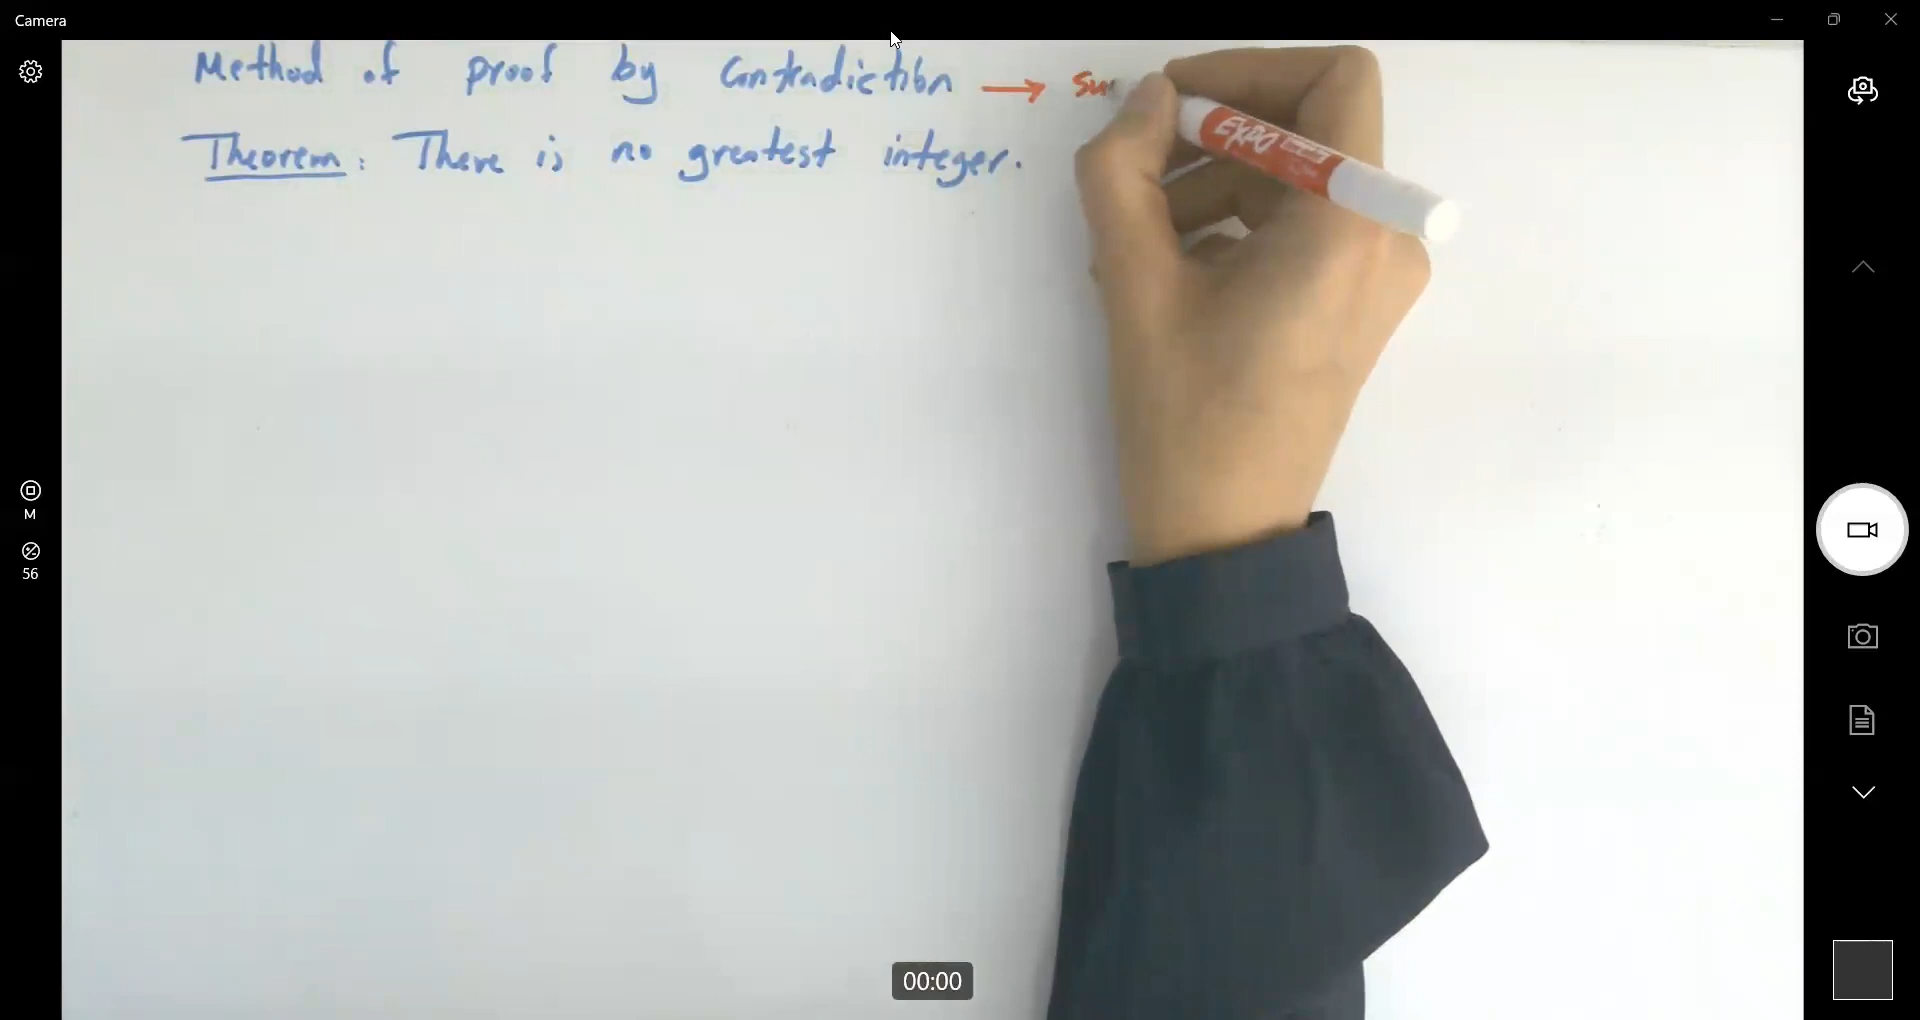 Camera
Method of proof by Contradiction → Su
Theorem: There is no greatest integer.
EXPO
M
56
00:00